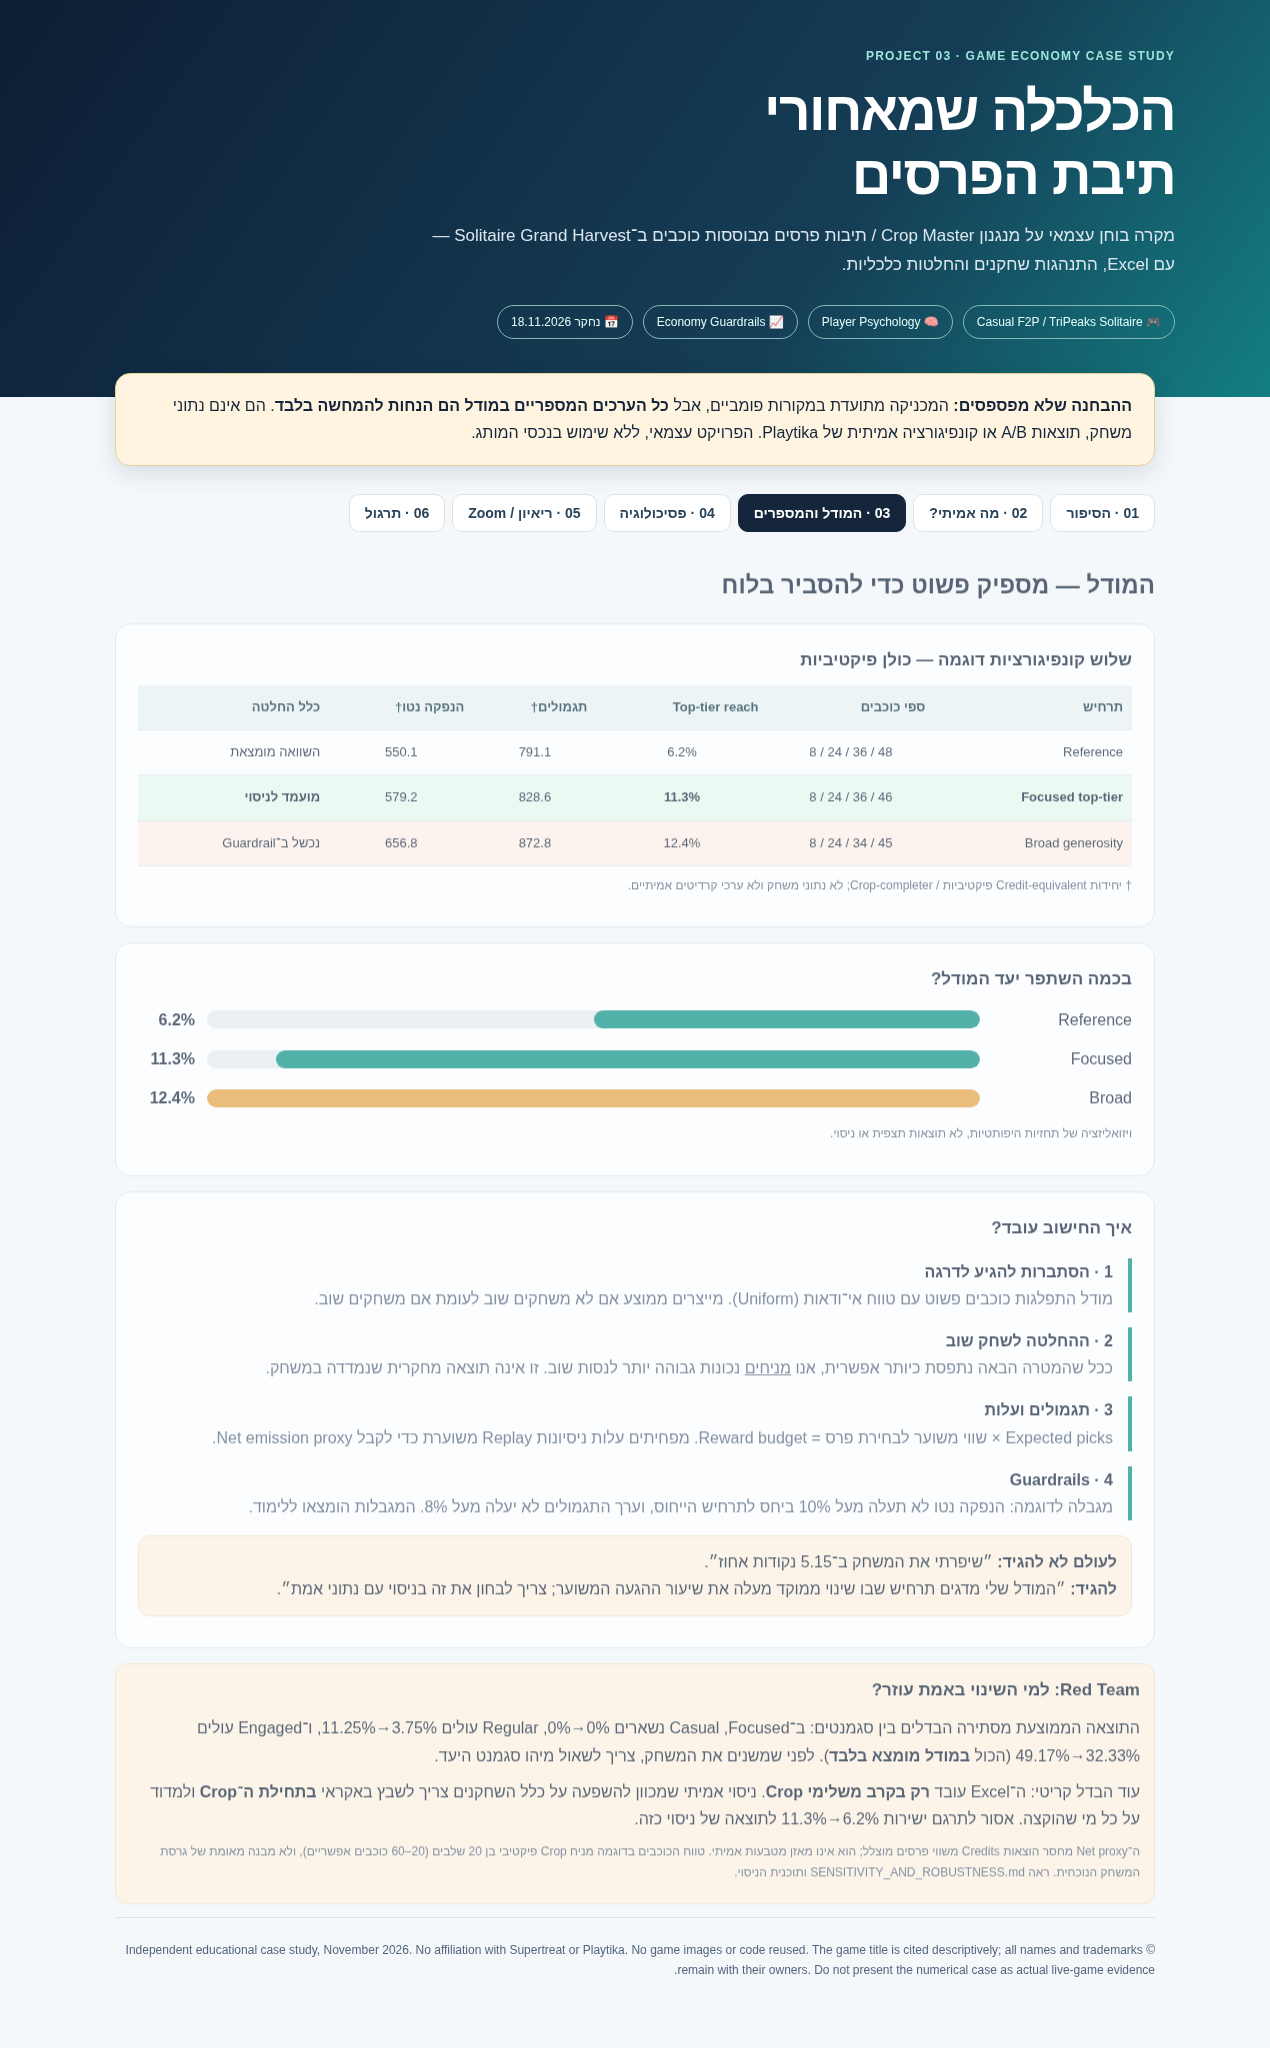 PROJECT 03 · GAME ECONOMY CASE STUDY
הכלכלה שמאחורי
תיבת הפרסים
מקרה בוחן עצמאי על מנגנון Crop Master / תיבות פרסים מבוססות כוכבים ב־Solitaire Grand Harvest —
עם Excel, התנהגות שחקנים והחלטות כלכליות.
🎮 Casual F2P / TriPeaks Solitaire
🧠 Player Psychology
📈 Economy Guardrails
📅 נחקר 18.11.2026
ההבחנה שלא מפספסים: המכניקה מתועדת במקורות פומביים, אבל כל הערכים המספריים במודל הם הנחות להמחשה בלבד. הם אינם נתוני
משחק, תוצאות A/B או קונפיגורציה אמיתית של Playtika. הפרויקט עצמאי, ללא שימוש בנכסי המותג.
01 · הסיפור
02 · מה אמיתי?
03 · המודל והמספרים
04 · פסיכולוגיה
05 · ריאיון / Zoom
06 · תרגול
המודל — מספיק פשוט כדי להסביר בלוח
שלוש קונפיגורציות דוגמה — כולן פיקטיביות
תרחיש ספי כוכבים Top-tier reach תגמולים† הנפקה נטו† כלל החלטה
Reference 8 / 24 / 36 / 48 6.2% 791.1 550.1 השוואה מומצאת
Focused top-tier 8 / 24 / 36 / 46 11.3% 828.6 579.2 מועמד לניסוי
Broad generosity 8 / 24 / 34 / 45 12.4% 872.8 656.8 נכשל ב־Guardrail
† יחידות Credit-equivalent פיקטיביות / Crop-completer; לא נתוני משחק ולא ערכי קרדיטים אמיתיים.
בכמה השתפר יעד המודל?
Reference 6.2%
Focused 11.3%
Broad 12.4%
ויזואליזציה של תחזיות היפותטיות, לא תוצאות תצפית או ניסוי.
איך החישוב עובד?
1 · הסתברות להגיע לדרגה
מודל התפלגות כוכבים פשוט עם טווח אי־ודאות (Uniform). מייצרים ממוצע אם לא משחקים שוב לעומת אם משחקים שוב.
2 · ההחלטה לשחק שוב
ככל שהמטרה הבאה נתפסת כיותר אפשרית, אנו מניחים נכונות גבוהה יותר לנסות שוב. זו אינה תוצאה מחקרית שנמדדה במשחק.
3 · תגמולים ועלות
Expected picks × שווי משוער לבחירת פרס = Reward budget. מפחיתים עלות ניסיונות Replay משוערת כדי לקבל Net emission proxy.
4 · Guardrails
מגבלה לדוגמה: הנפקה נטו לא תעלה מעל 10% ביחס לתרחיש הייחוס, וערך התגמולים לא יעלה מעל 8%. המגבלות הומצאו ללימוד.
לעולם לא להגיד: ״שיפרתי את המשחק ב־5.15 נקודות אחוז״.
להגיד: ״המודל שלי מדגים תרחיש שבו שינוי ממוקד מעלה את שיעור ההגעה המשוער; צריך לבחון את זה בניסוי עם נתוני אמת״.
Red Team: למי השינוי באמת עוזר?
התוצאה הממוצעת מסתירה הבדלים בין סגמנטים: ב־Focused, Casual נשארים 0%→0%, Regular עולים 3.75%→11.25%, ו־Engaged עולים
32.33%→49.17% (הכול במודל מומצא בלבד). לפני שמשנים את המשחק, צריך לשאול מיהו סגמנט היעד.
עוד הבדל קריטי: ה־Excel עובד רק בקרב משלימי Crop. ניסוי אמיתי שמכוון להשפעה על כלל השחקנים צריך לשבץ באקראי בתחילת ה־Crop ולמדוד
על כל מי שהוקצה. אסור לתרגם ישירות 6.2%→11.3% לתוצאה של ניסוי כזה.
ה־Net proxy מחסר הוצאות Credits משווי פרסים מוצלל; הוא אינו מאזן מטבעות אמיתי. טווח הכוכבים בדוגמה מניח Crop פיקטיבי בן 20 שלבים (20–60 כוכבים אפשריים), ולא מבנה מאומת של גרסת
המשחק הנוכחית. ראה SENSITIVITY_AND_ROBUSTNESS.md ותוכנית הניסוי.
© Independent educational case study, November 2026. No affiliation with Supertreat or Playtika. No game images or code reused. The game title is cited descriptively; all names and trademarks
remain with their owners. Do not present the numerical case as actual live-game evidence.